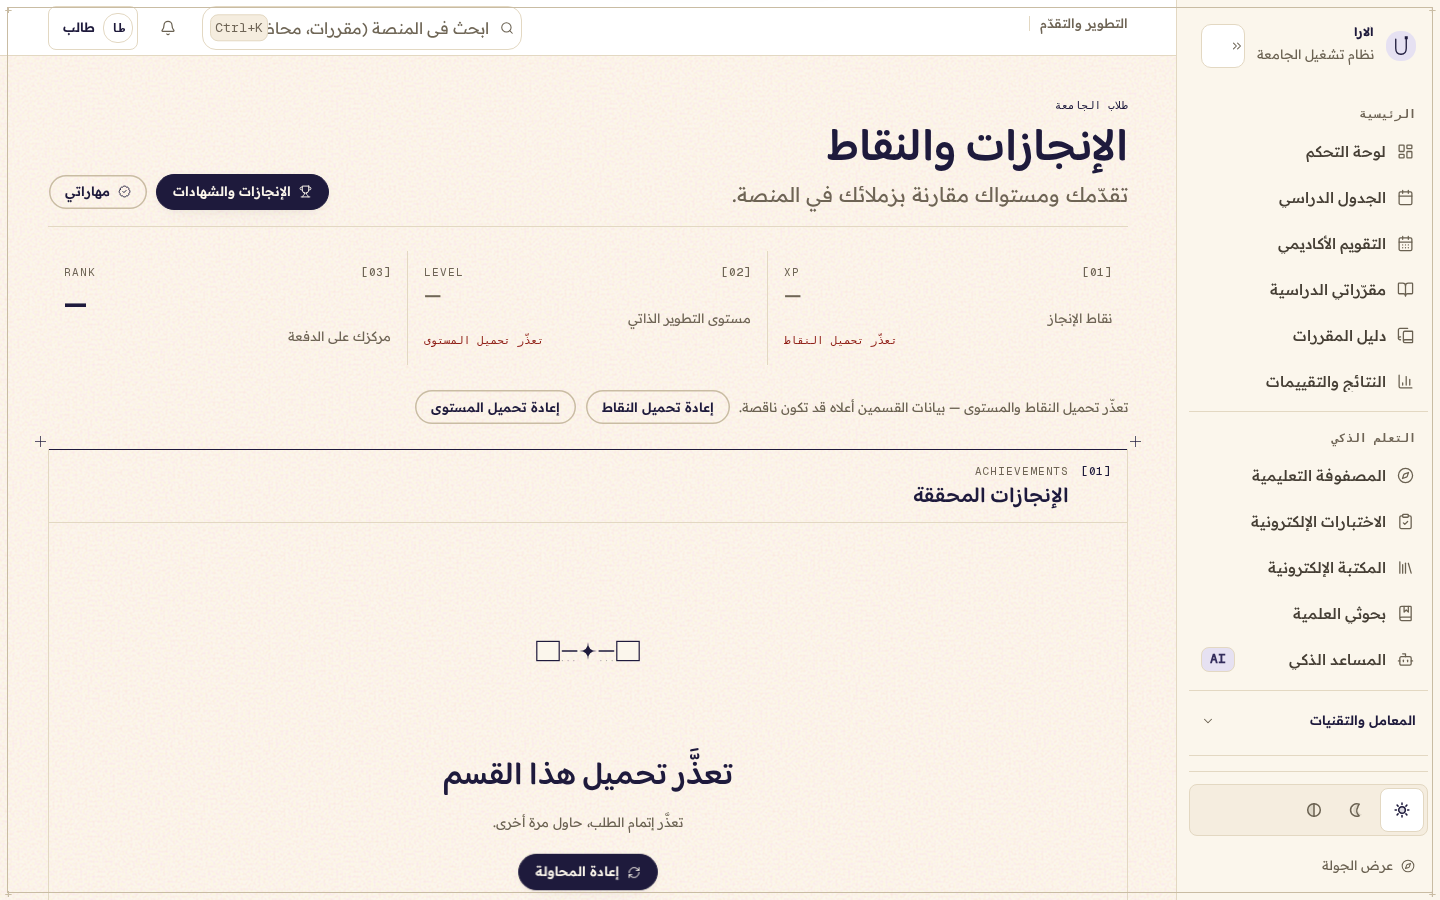 الارا
نظام تشغيل الجامعة
»
الرئيسية
لوحة التحكم
الجدول الدراسي
التقويم الأكاديمي
مقرّراتي الدراسية
دليل المقررات
النتائج والتقييمات
التعلم الذكي
المصفوفة التعليمية
الاختبارات الإلكترونية
المكتبة الإلكترونية
بحوثي العلمية
المساعد الذكي
AI
المعامل والتقنيات
عرض الجولة
التطوير والتقدّم
ابحث في المنصة (مقررات، محاض
Ctrl+K
طا
طالب
طلاب الجامعة
الإنجازات والنقاط
تقدّمك ومستواك مقارنة بزملائك في المنصة.
الإنجازات والشهادات
مهاراتي
[01]
XP
—
نقاط الإنجاز
تعذّر تحميل النقاط
[02]
LEVEL
—
مستوى التطوير الذاتي
تعذّر تحميل المستوى
[03]
RANK
—
مركزك على الدفعة
تعذّر تحميل النقاط والمستوى — بيانات القسمين أعلاه قد تكون ناقصة.
إعادة تحميل النقاط
إعادة تحميل المستوى
[01] ACHIEVEMENTS
الإنجازات المحققة
تعذَّر تحميل هذا القسم
تعذَّر إتمام الطلب، حاول مرة أخرى.
إعادة المحاولة